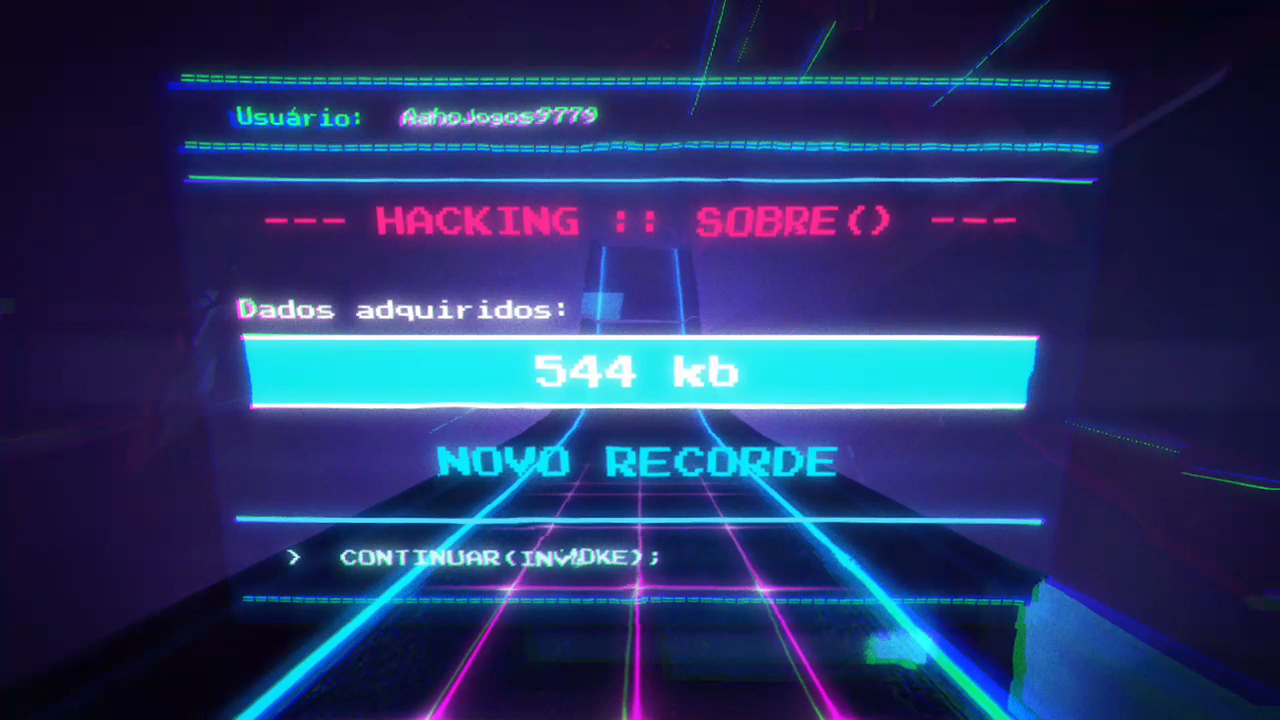 Usuário: AahoJogos9779
--- HACKING :: SOBRE() ---
Dados adquiridos:
544 kb
NOVO RECORDE
> CONTINUAR(INVOKE);